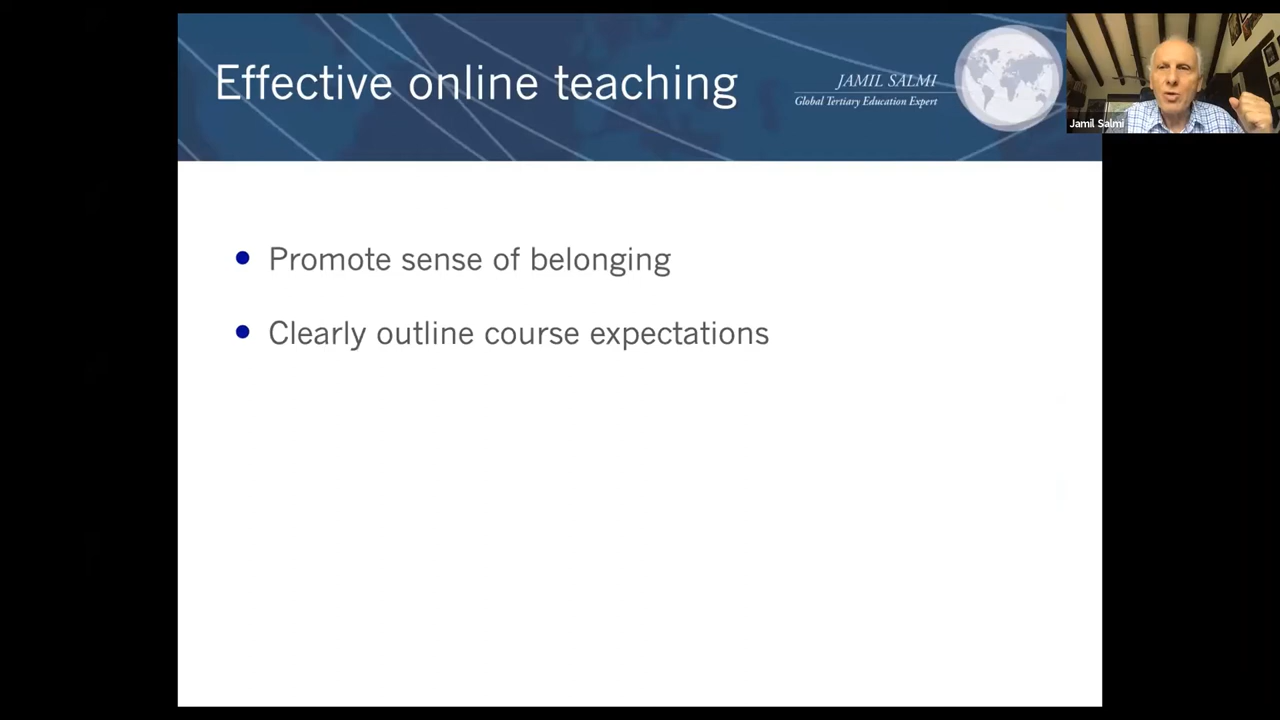 Effective online teaching
JAMIL SALMI
Global Tertiary Education Expert
Jamil Salmi
Promote sense of belonging
Clearly outline course expectations